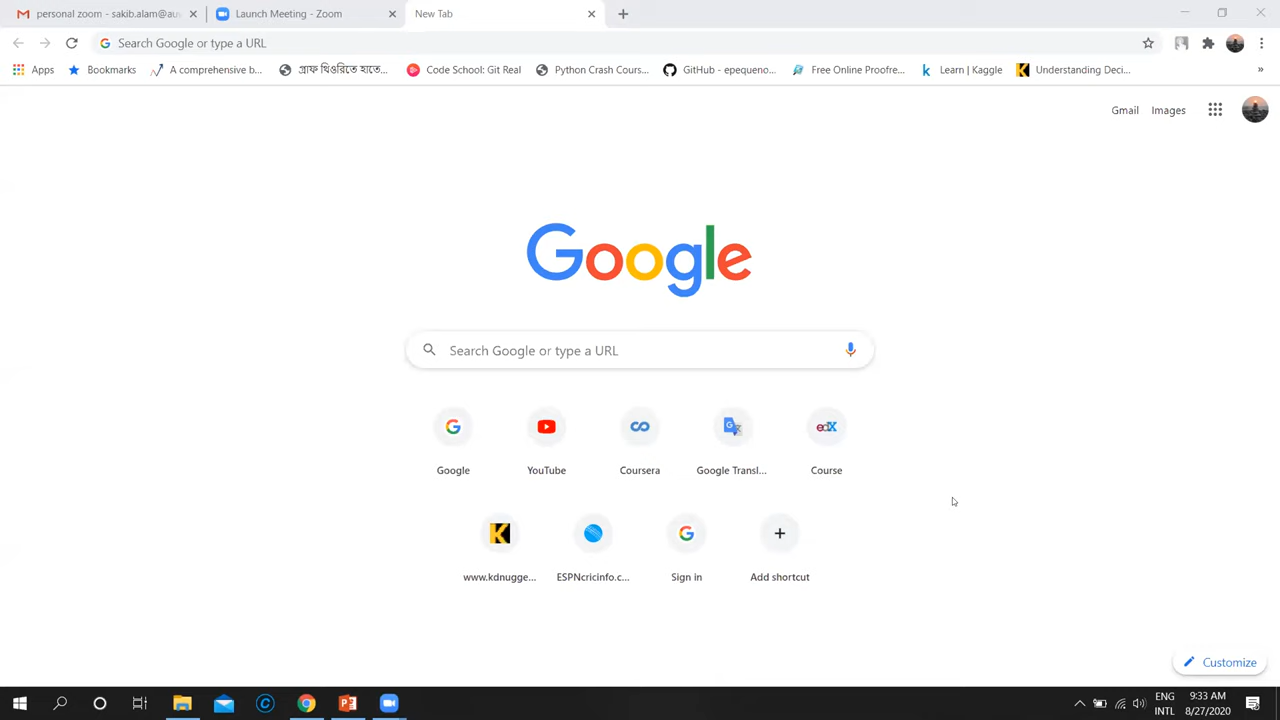 personal zoom - sakib.alam@au
Launch Meeting - Zoom
New Tab
Search Google or type a URL
Apps
Bookmarks
A comprehensive b...
গ্রাফ থিওরিতে হাতে...
Code School: Git Real
Python Crash Cours...
GitHub - epequeno...
Free Online Proofre...
Learn | Kaggle
Understanding Deci...
»
Gmail
Images
Google
Search Google or type a URL
Google
YouTube
Coursera
Google Transl...
edX
Course
www.kdnugge...
ESPNcricinfo.c...
Sign in
Add shortcut
Customize
ENG
INTL
9:33 AM
8/27/2020